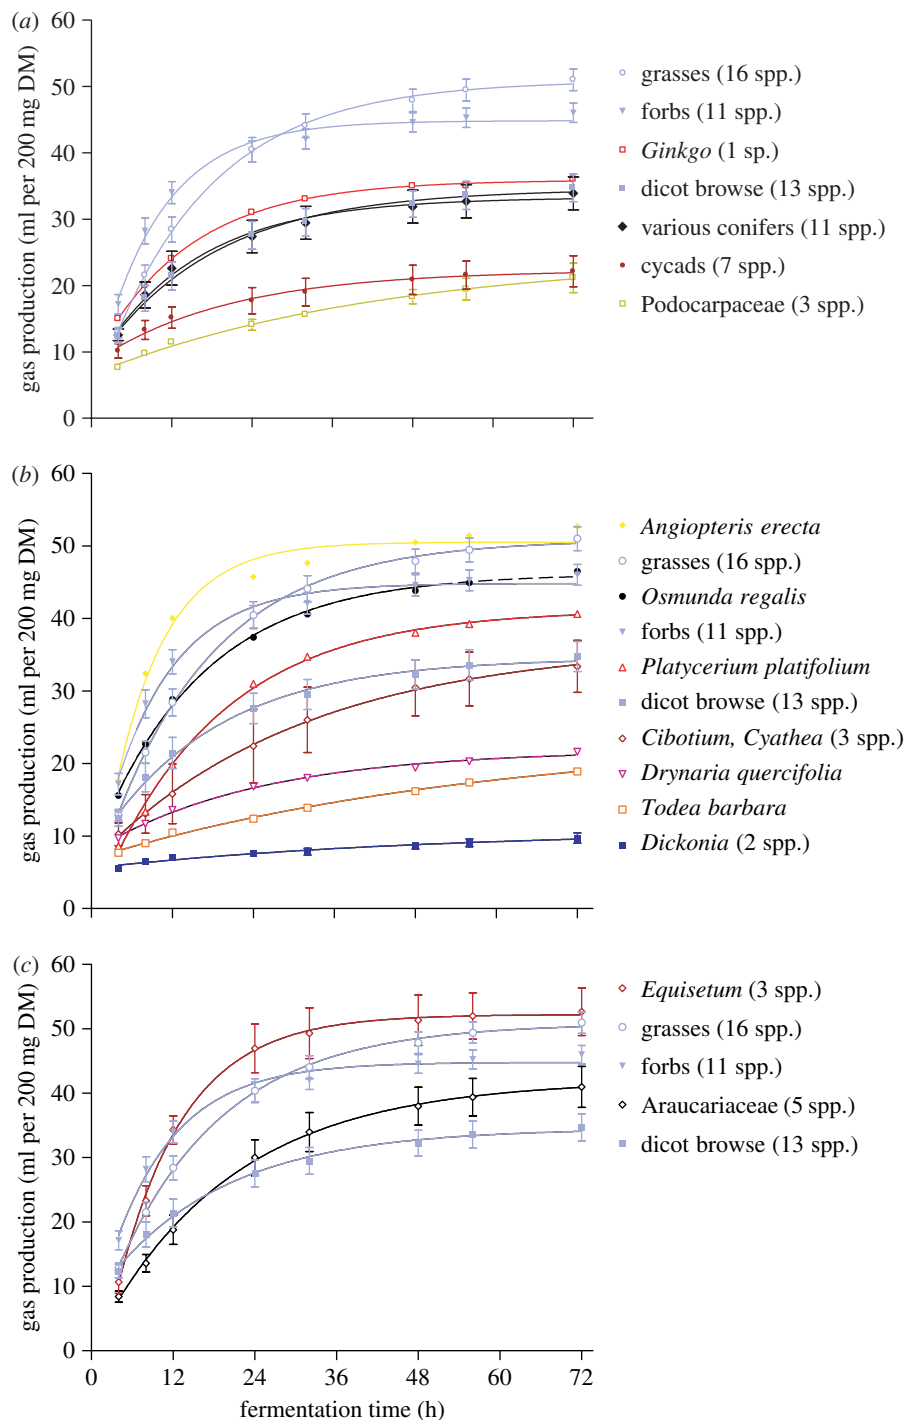 (a)
60
50
40
30
20
10
0
gas production (ml per 200 mg DM)
grasses (16 spp.)
forbs (11 spp.)
Ginkgo (1 sp.)
dicot browse (13 spp.)
various conifers (11 spp.)
cycads (7 spp.)
Podocarpaceae (3 spp.)
(b)
60
50
40
30
20
10
0
gas production (ml per 200 mg DM)
Angiopteris erecta
grasses (16 spp.)
Osmunda regalis
forbs (11 spp.)
Platycerium platifolium
dicot browse (13 spp.)
Cibotium, Cyathea (3 spp.)
Drynaria quercifolia
Todea barbara
Dickonia (2 spp.)
(c)
60
50
40
30
20
10
0
gas production (ml per 200 mg DM)
Equisetum (3 spp.)
grasses (16 spp.)
forbs (11 spp.)
Araucariaceae (5 spp.)
dicot browse (13 spp.)
0 12 24 36 48 60 72
fermentation time (h)